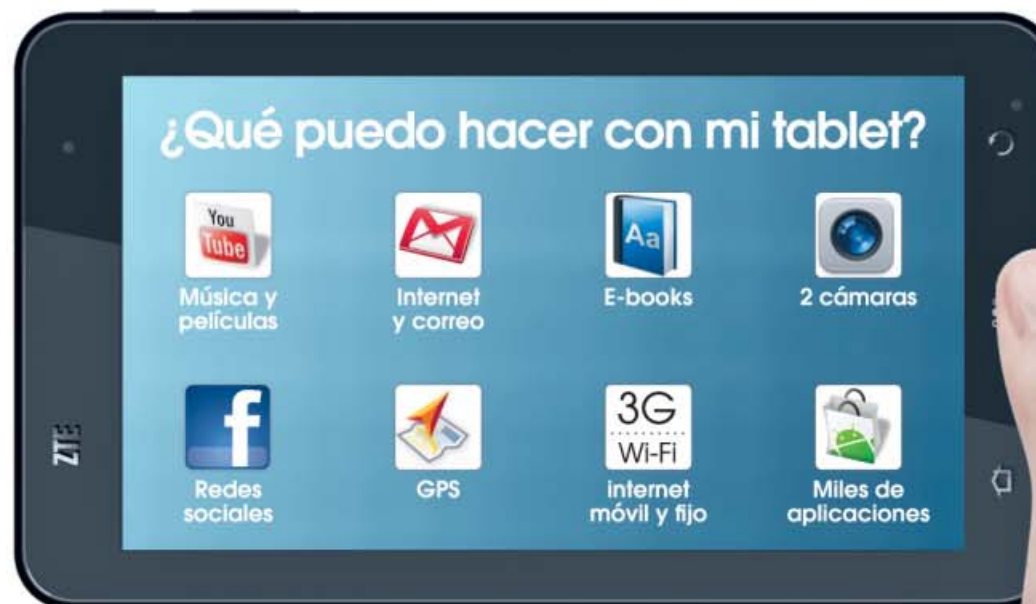 ¿Qué puedo hacer con mi tablet?
You
Tube
Música y
películas
Internet
y correo
Aa
E-books
2 cámaras
f
Redes
sociales
GPS
3G
Wi-Fi
internet
móvil y fijo
Miles de
aplicaciones
ZTE